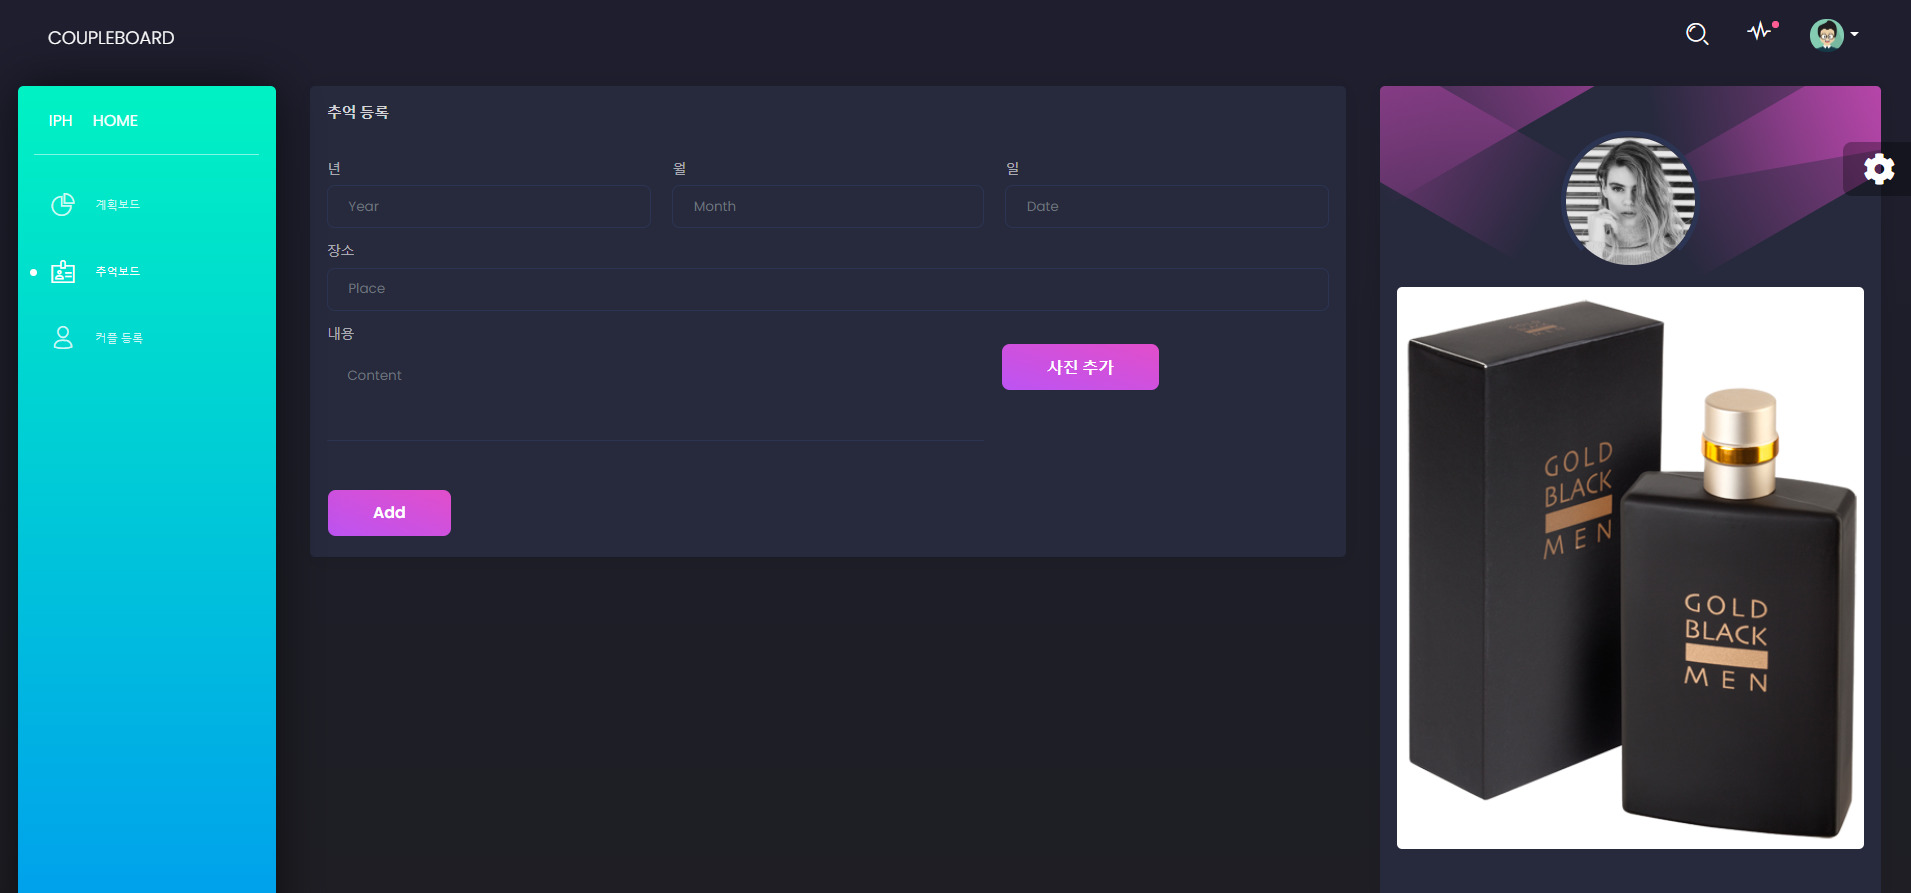 COUPLEBOARD
IPH HOME
계획보드
추억보드
커플 등록
추억 등록
년 월 일
Year Month Date
장소
Place
내용
Content
사진 추가
Add
GOLD
BLACK
MEN
GOLD
BLACK
MEN